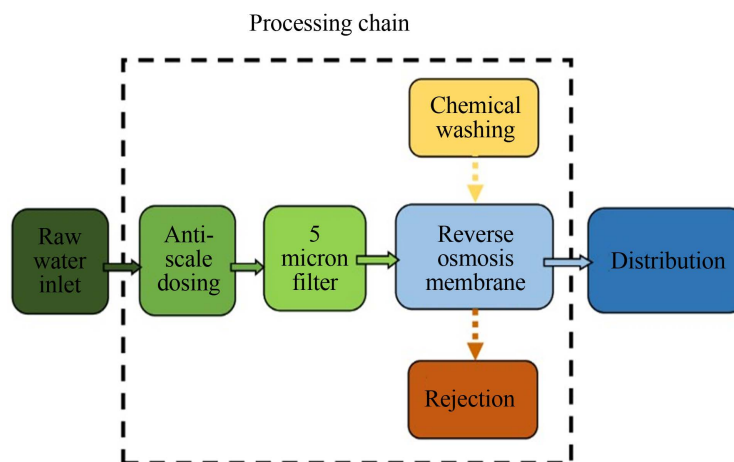 Processing chain
Chemical
washing
Raw
water
inlet
Anti-
scale
dosing
5
micron
filter
Reverse
osmosis
membrane
Distribution
Rejection